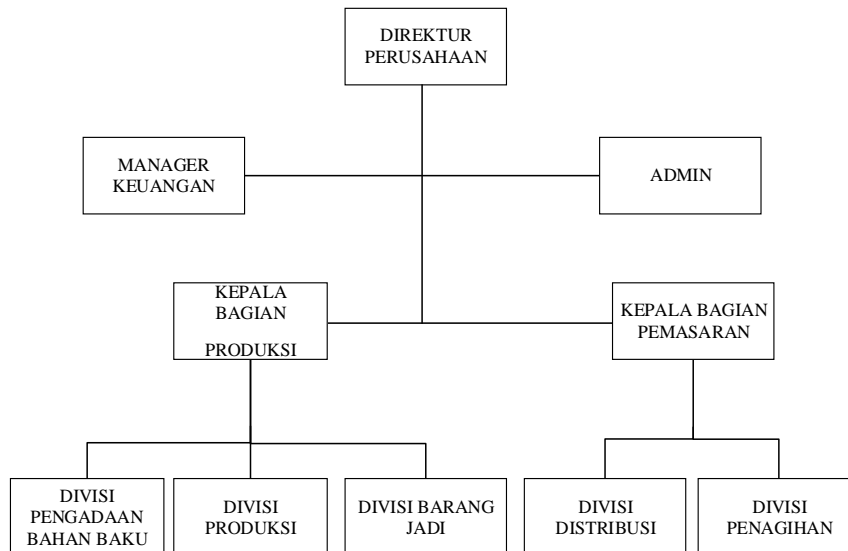 DIREKTUR
PERUSAHAAN
MANAGER
KEUANGAN
ADMIN
KEPALA
BAGIAN
PRODUKSI
KEPALA BAGIAN
PEMASARAN
DIVISI
PENGADAAN
BAHAN BAKU
DIVISI
PRODUKSI
DIVISI BARANG
JADI
DIVISI
DISTRIBUSI
DIVISI
PENAGIHAN